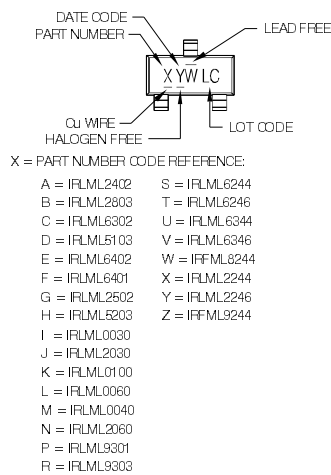 DATE CODE
PART NUMBER
LEAD FREE
X YW LC
Cu WIRE
HALOGEN FREE
LOT CODE
X = PART NUMBER CODE REFERENCE:
A = IRLML2402 S = IRLML6244
B = IRLML2803 T = IRLML6246
C = IRLML6302 U = IRLML6344
D = IRLML5103 V = IRLML6346
E = IRLML6402 W = IRFML8244
F = IRLML6401 X = IRLML2244
G = IRLML2502 Y = IRLML2246
H = IRLML5203 Z = IRFML9244
I = IRLML0030
J = IRLML2030
K = IRLML0100
L = IRLML0060
M = IRLML0040
N = IRLML2060
P = IRLML9301
R = IRLML9303